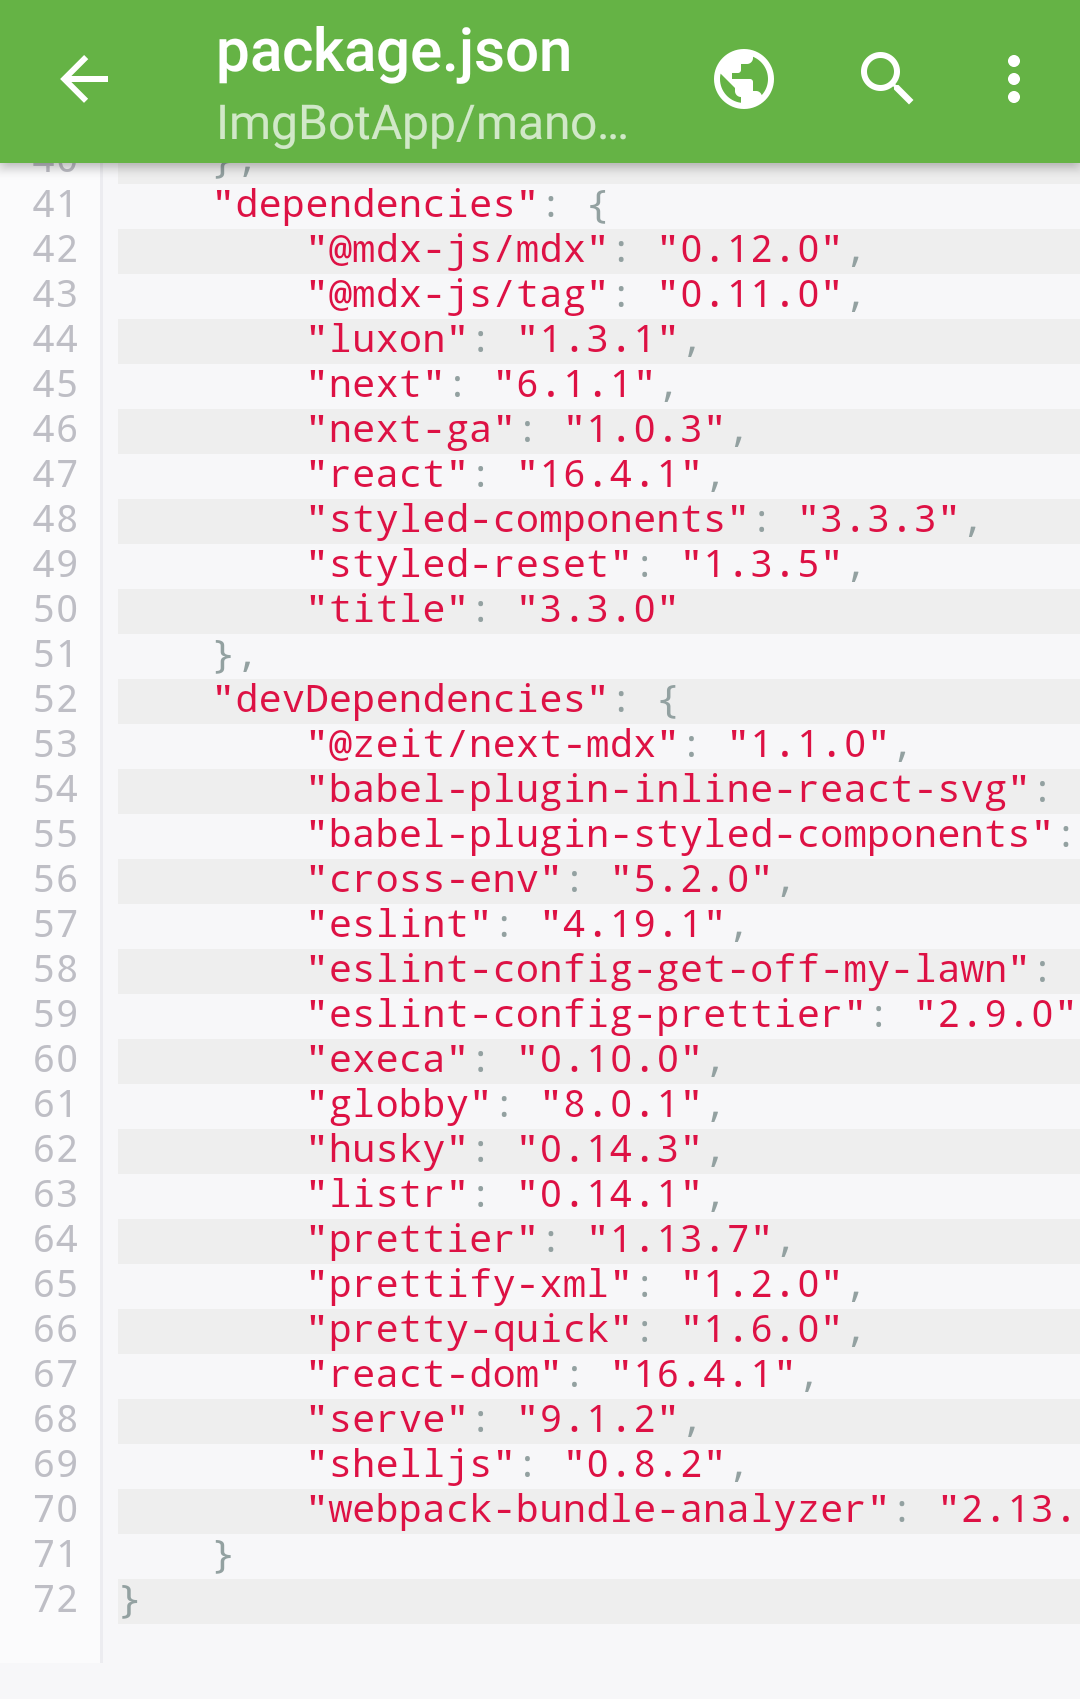 package.json
ImgBotApp/mano...
40 },
41 "dependencies": {
42 "@mdx-js/mdx": "0.12.0",
43 "@mdx-js/tag": "0.11.0",
44 "luxon": "1.3.1",
45 "next": "6.1.1",
46 "next-ga": "1.0.3",
47 "react": "16.4.1",
48 "styled-components": "3.3.3",
49 "styled-reset": "1.3.5",
50 "title": "3.3.0"
51 },
52 "devDependencies": {
53 "@zeit/next-mdx": "1.1.0",
54 "babel-plugin-inline-react-svg":
55 "babel-plugin-styled-components":
56 "cross-env": "5.2.0",
57 "eslint": "4.19.1",
58 "eslint-config-get-off-my-lawn":
59 "eslint-config-prettier": "2.9.0"
60 "execa": "0.10.0",
61 "globby": "8.0.1",
62 "husky": "0.14.3",
63 "listr": "0.14.1",
64 "prettier": "1.13.7",
65 "prettify-xml": "1.2.0",
66 "pretty-quick": "1.6.0",
67 "react-dom": "16.4.1",
68 "serve": "9.1.2",
69 "shelljs": "0.8.2",
70 "webpack-bundle-analyzer": "2.13.
71 }
72 }